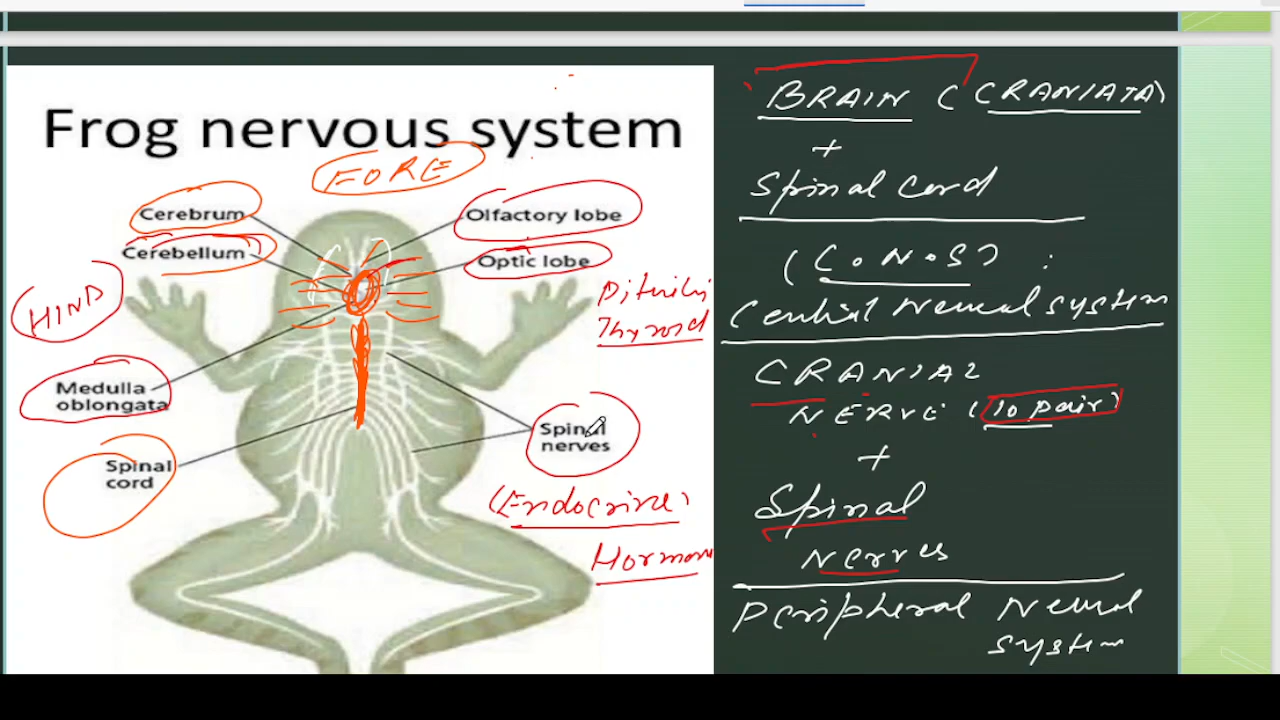 Frog nervous system
FORE
Cerebrum
Cerebellum
HIND
Medulla
oblongata
Spinal
cord
Olfactory lobe
Optic lobe
Thyroid
Spinal
nerves
(Endocrine)
Hormon
BRAIN (CRANIATA)
+
Spinal cord
(C.N.S) :
Central Neural system
CRANIAL
NERVE (10 pair)
+
Spinal
Nerves
Peripheral Neural
system